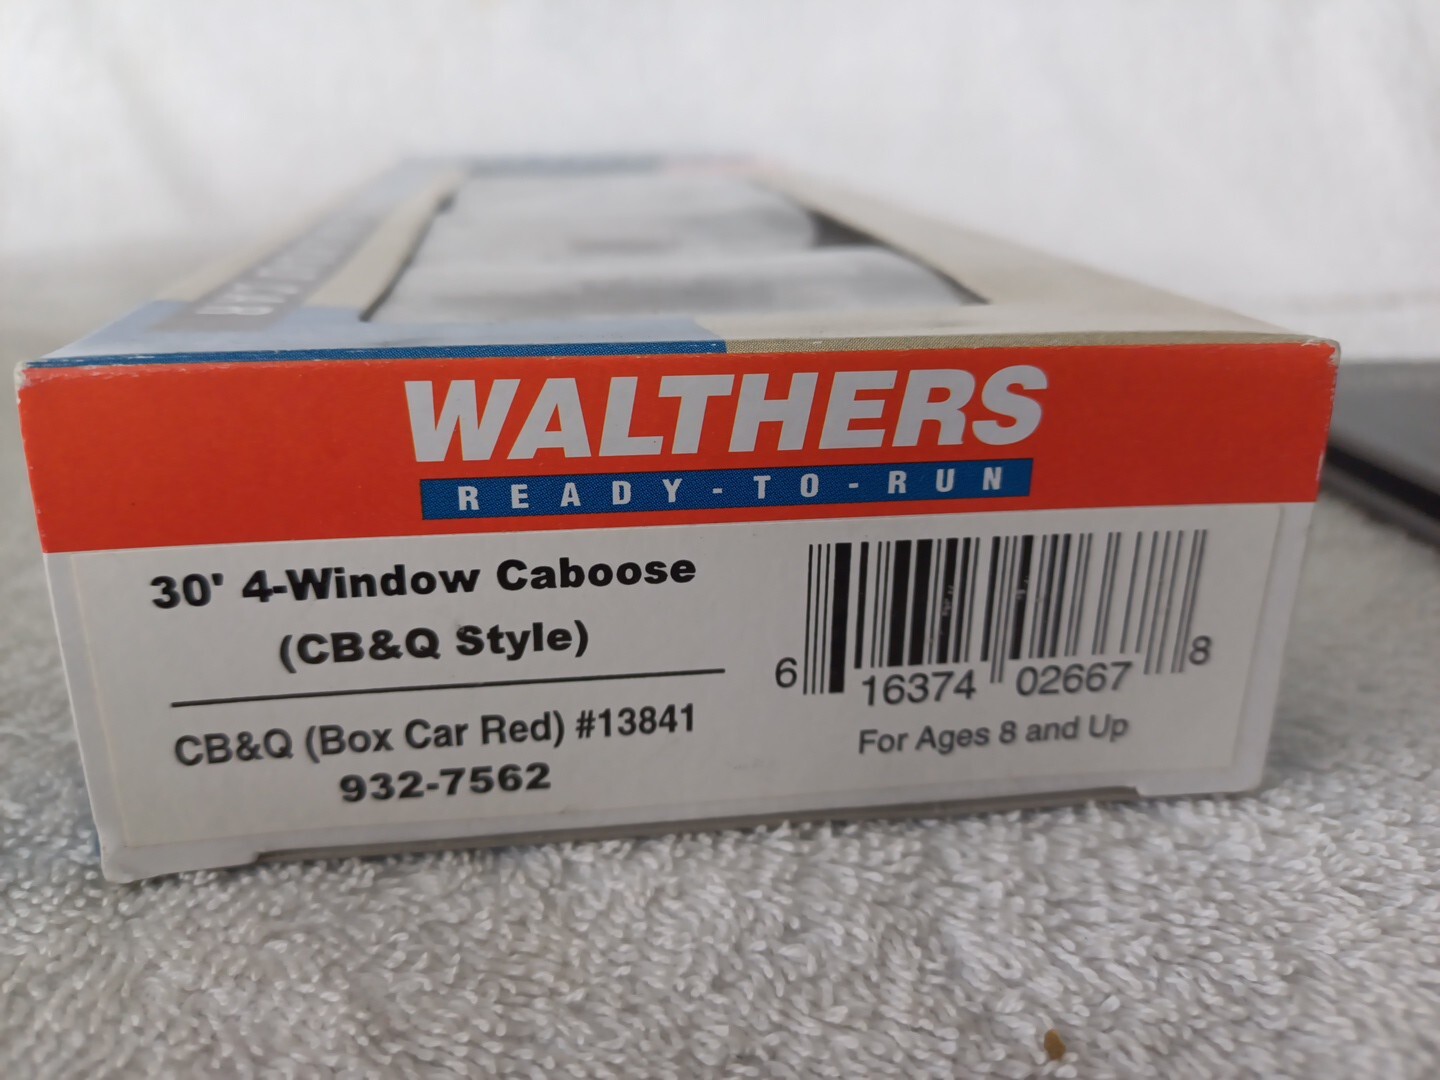 WALTHERS
READY-TO-RUN
30' 4-Window Caboose
(CB&Q Style)
CB&Q (Box Car Red) #13841
932-7562
6 16374 02667 8
For Ages 8 and Up